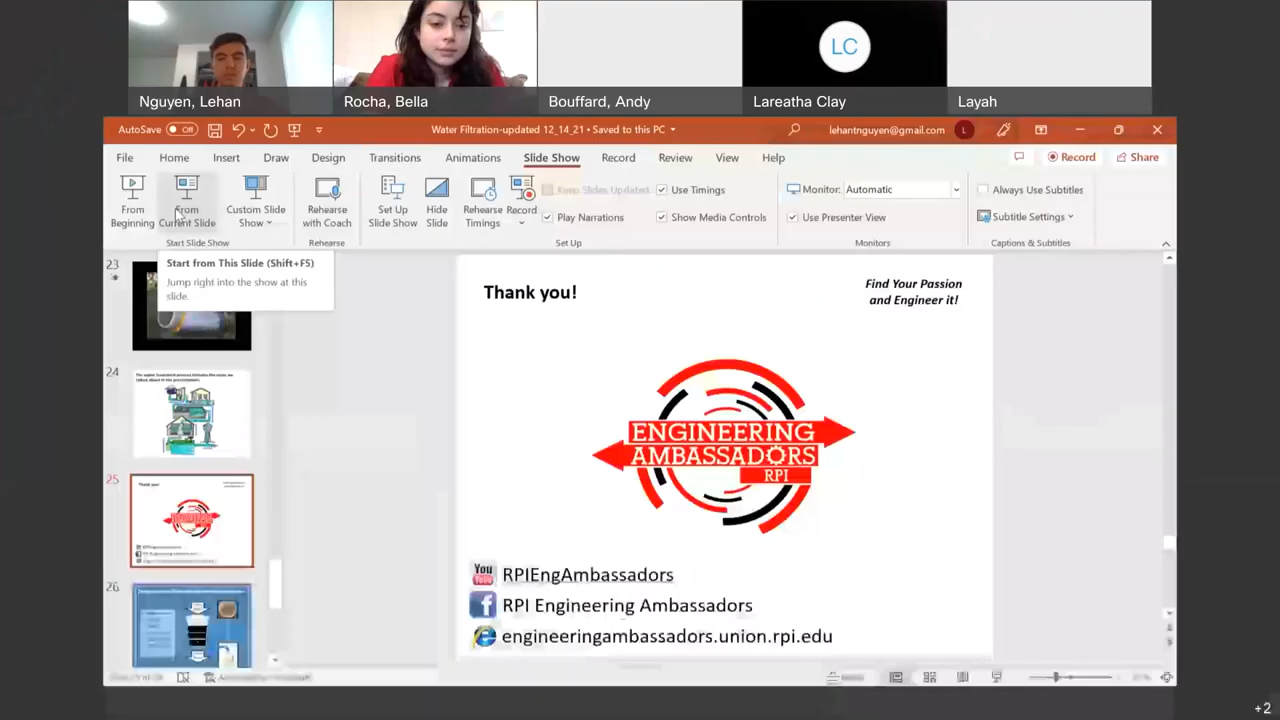 LC
Nguyen, Lehan
Rocha, Bella
Bouffard, Andy
Lareatha Clay
Layah
AutoSave Off
Water Filtration-updated 12_14_21 • Saved to this PC
lehantnguyen@gmail.com
L
File Home Insert Draw Design Transitions Animations Slide Show Record Review View Help
Record
Share
From Beginning
From Current Slide
Custom Slide Show
Start Slide Show
Rehearse with Coach
Rehearse
Set Up Slide Show
Hide Slide
Rehearse Timings
Record
Keep Slides Updated
Play Narrations
Use Timings
Show Media Controls
Set Up
Monitor: Automatic
Use Presenter View
Monitors
Always Use Subtitles
Subtitle Settings
Captions & Subtitles
Start from This Slide (Shift+F5)
Jump right into the show at this
slide.
23
24
25
Thank you!
26
Thank you!
Find Your Passion
and Engineer it!
ENGINEERING
AMBASSADORS
RPI
You
Tube
RPIEngAmbassadors
f
RPI Engineering Ambassadors
engineeringambassadors.union.rpi.edu
+2